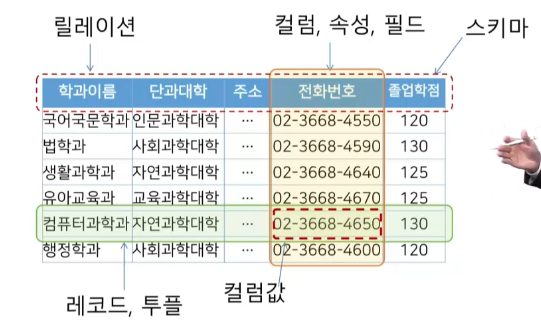 릴레이션
컬럼, 속성, 필드
스키마
학과이름 단과대학 주소 전화번호 졸업학점
국어국문학과 인문과학대학 ... 02-3668-4550 120
법학과 사회과학대학 ... 02-3668-4590 130
생활과학과 자연과학대학 ... 02-3668-4640 125
유아교육과 교육과학대학 ... 02-3668-4670 125
컴퓨터과학과 자연과학대학 ... 02-3668-4650 130
행정학과 사회과학대학 ... 02-3668-4600 120
레코드, 투플
컬럼값